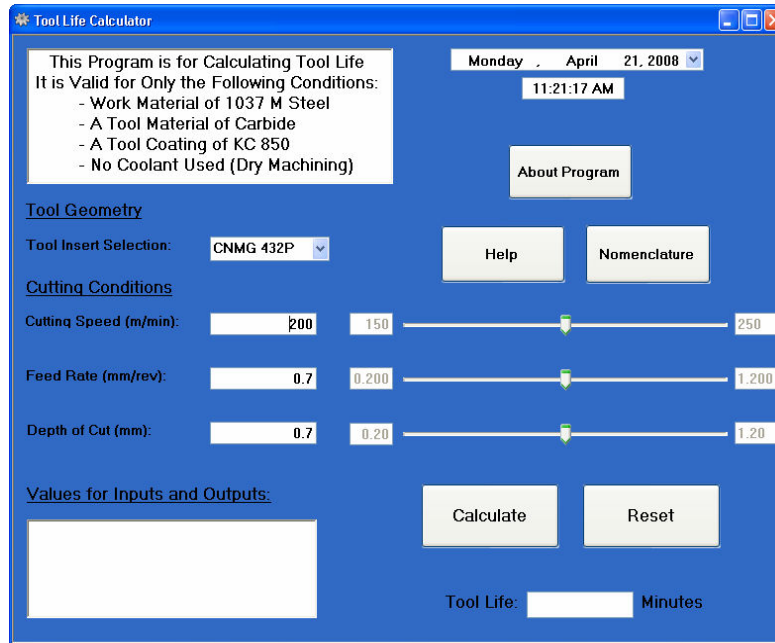 Tool Life Calculator
This Program is for Calculating Tool Life
It is Valid for Only the Following Conditions:
- Work Material of 1037 M Steel
- A Tool Material of Carbide
- A Tool Coating of KC 850
- No Coolant Used (Dry Machining)
Monday , April 21, 2008
11:21:17 AM
About Program
Tool Geometry
Tool Insert Selection: CNMG 432P
Help Nomenclature
Cutting Conditions
Cutting Speed (m/min): 200 150 250
Feed Rate (mm/rev): 0.7 0.200 1.200
Depth of Cut (mm): 0.7 0.20 1.20
Values for Inputs and Outputs:
Calculate Reset
Tool Life: Minutes